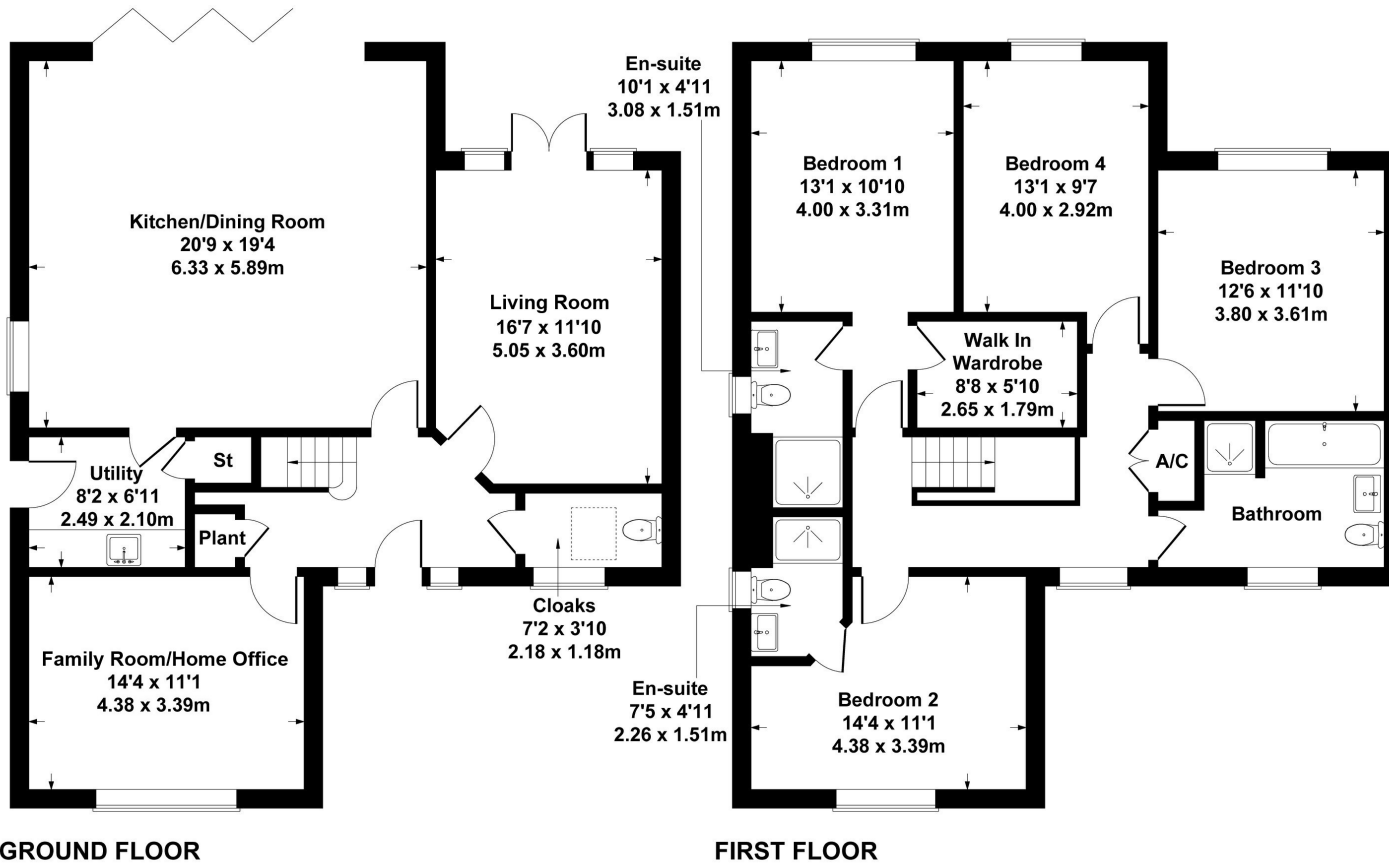 Kitchen/Dining Room
20'9 x 19'4
6.33 x 5.89m
Living Room
16'7 x 11'10
5.05 x 3.60m
Utility
8'2 x 6'11
2.49 x 2.10m
St
Plant
Cloaks
7'2 x 3'10
2.18 x 1.18m
Family Room/Home Office
14'4 x 11'1
4.38 x 3.39m
GROUND FLOOR
En-suite
10'1 x 4'11
3.08 x 1.51m
Bedroom 1
13'1 x 10'10
4.00 x 3.31m
Bedroom 4
13'1 x 9'7
4.00 x 2.92m
Bedroom 3
12'6 x 11'10
3.80 x 3.61m
Walk In
Wardrobe
8'8 x 5'10
2.65 x 1.79m
A/C
Bathroom
En-suite
7'5 x 4'11
2.26 x 1.51m
Bedroom 2
14'4 x 11'1
4.38 x 3.39m
FIRST FLOOR